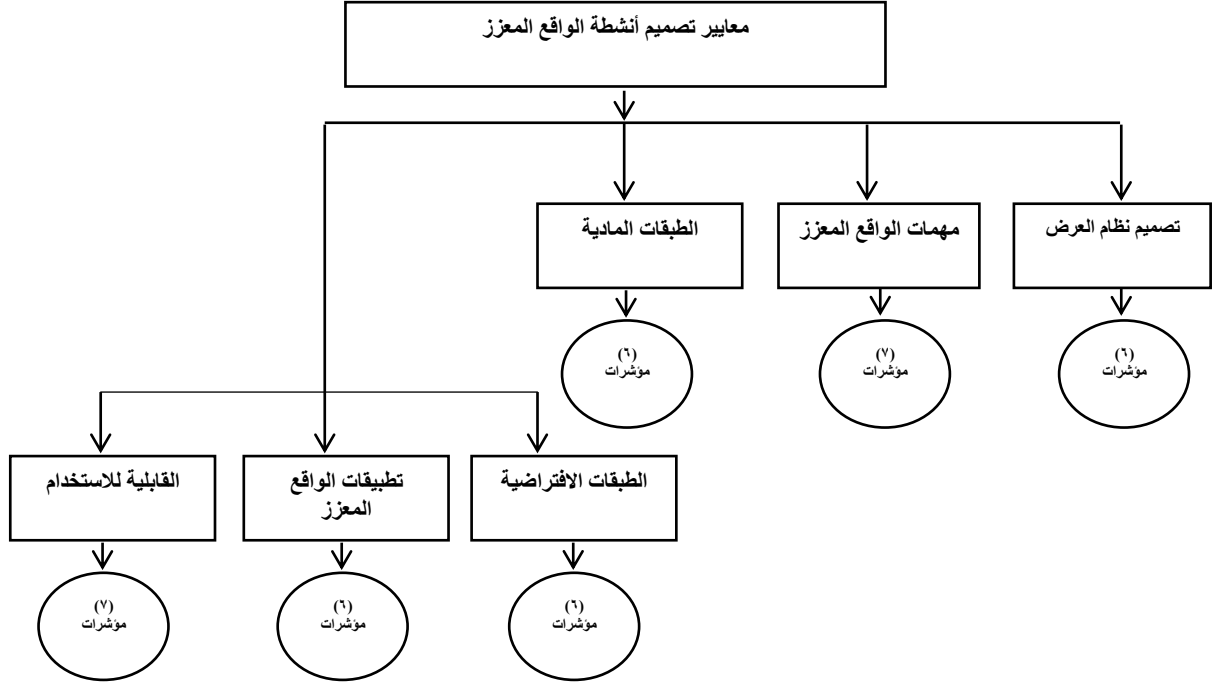 معايير تصميم أنشطة الواقع المعزز
تصميم نظام العرض
مهمات الواقع المعزز
الطبقات المادية
(٦)
مؤشرات
(٧)
مؤشرات
(٦)
مؤشرات
الطبقات الافتراضية
تطبيقات الواقع
المعزز
القابلية للاستخدام
(٦)
مؤشرات
(٦)
مؤشرات
(٧)
مؤشرات